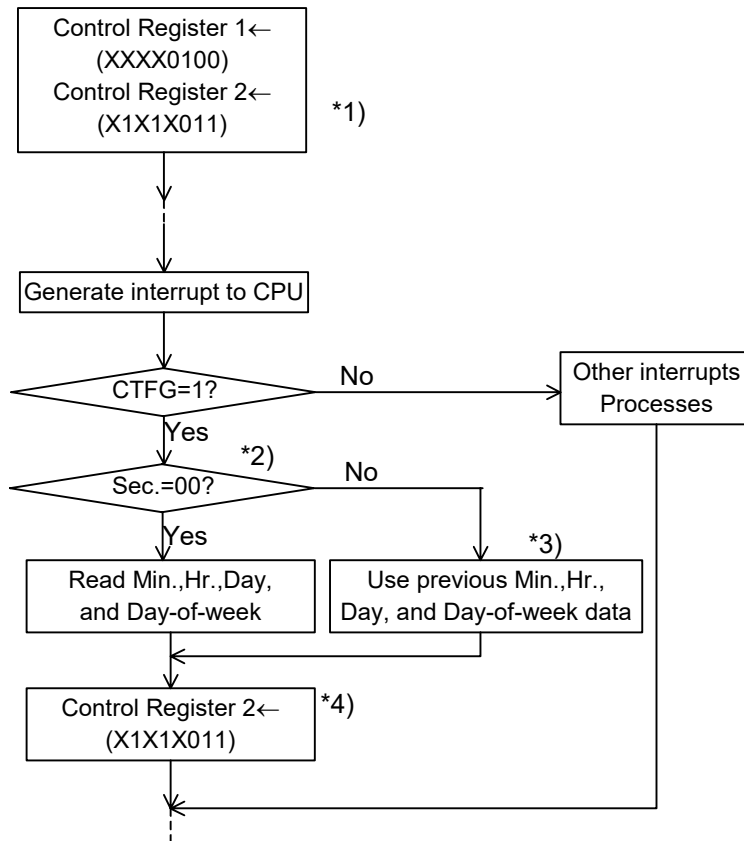 Control Register 1←
(XXXX0100)
Control Register 2←
(X1X1X011)
*1)
Generate interrupt to CPU
CTFG=1?
No
Other interrupts
Processes
Yes
*2)
Sec.=00?
No
Yes
*3)
Read Min.,Hr.,Day,
and Day-of-week
Use previous Min.,Hr.,
Day, and Day-of-week data
Control Register 2←
(X1X1X011)
*4)